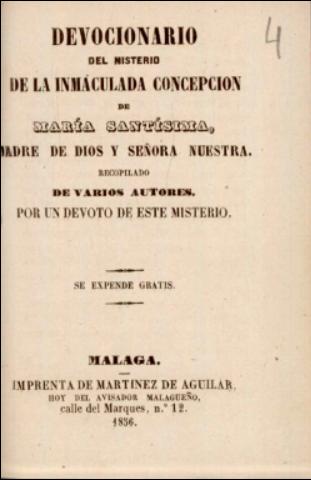 4
DEVOCIONARIO
DEL MISTERIO
DE LA INMACULADA CONCEPCION
DE
MARÍA SANTÍSIMA,
MADRE DE DIOS Y SEÑORA NUESTRA.
RECOPILADO
DE VARIOS AUTORES.
POR UN DEVOTO DE ESTE MISTERIO.
SE EXPENDE GRATIS.
MALAGA.
IMPRENTA DE MARTINEZ DE AGUILAR,
HOY DEL AVISADOR MALAGUEÑO,
calle del Marques, n.º 12.
1856.